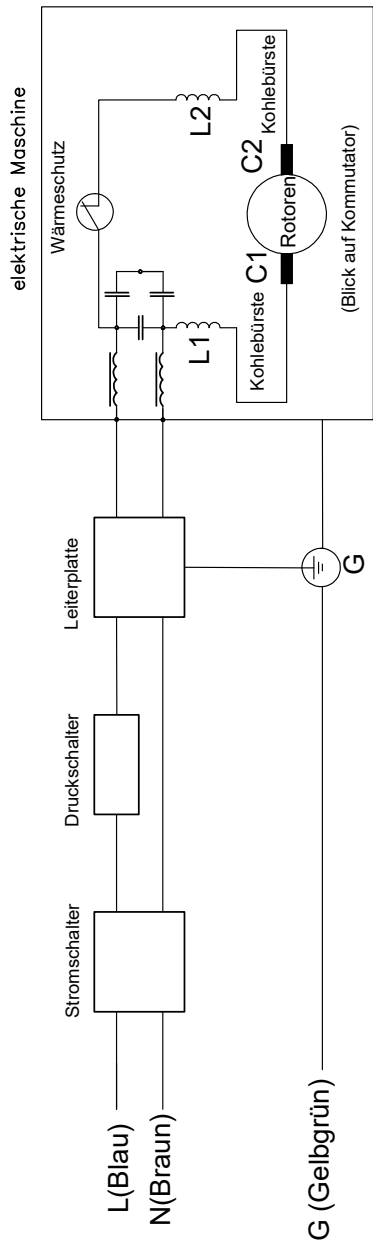 elektrische Maschine
Wärmeschutz
L2
L1
Kohlebürste
C1
C2
Kohlebürste
Rotoren
(Blick auf Kommutator)
Leiterplatte
Druckschalter
Stromschalter
L(Blau)
N(Braun)
G (Gelbgrün)
G